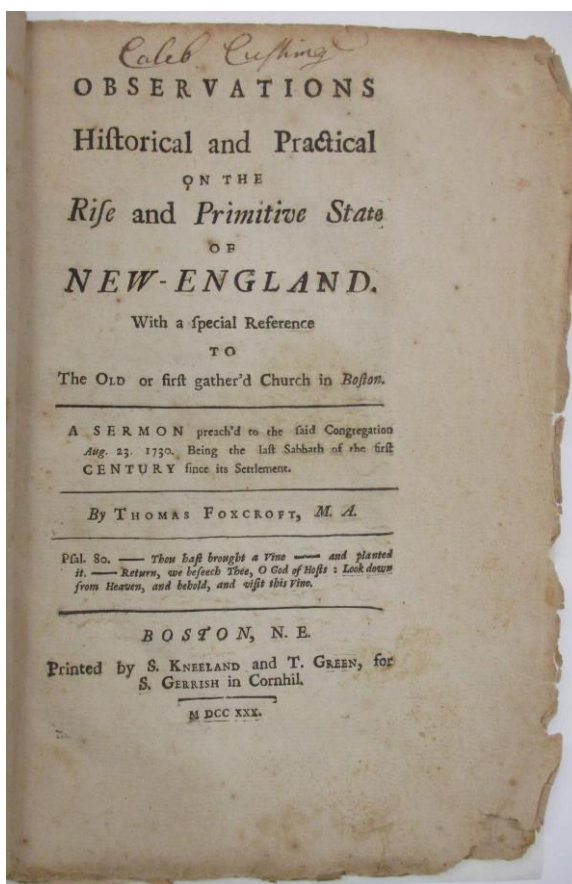 Caleb Cuſhing
OBSERVATIONS
Hiſtorical and Practical
ON THE
Riſe and Primitive State
OF
NEW-ENGLAND.
With a ſpecial Reference
TO
The OLD or firſt gather'd Church in Boſton.
A SERMON preach'd to the ſaid Congregation
Aug. 23. 1730. Being the laſt Sabbath of the firſt
CENTURY ſince its Settlement.
By THOMAS FOXCROFT, M. A.
Pſal. 80. — Thou haſt brought a Vine — and planted
it. — Return, we beſeech Thee, O God of Hoſts : Look down
from Heaven, and behold, and viſit this Vine.
BOSTON, N. E.
Printed by S. KNEELAND and T. GREEN, for
S. GERRISH in Cornhil.
M DCC XXX.